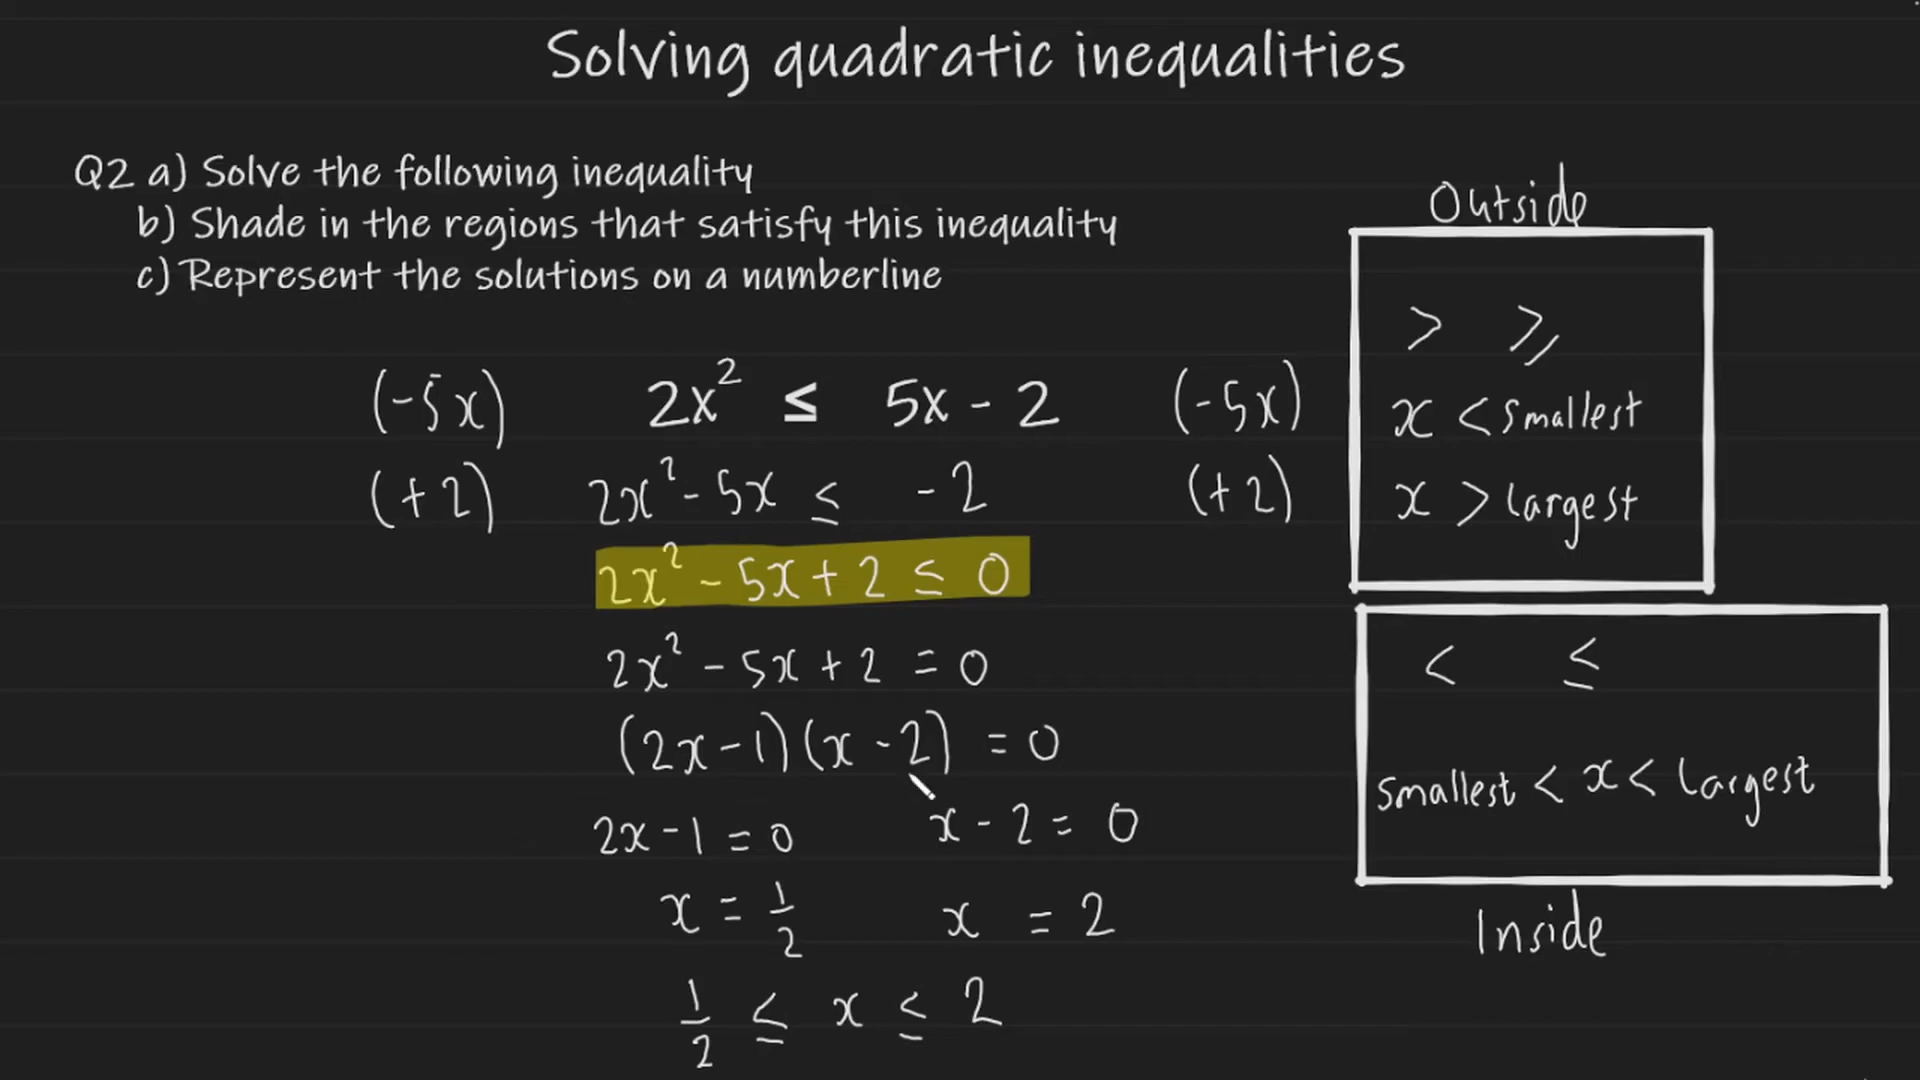 Solving quadratic inequalities
Q2 a) Solve the following inequality
b) Shade in the regions that satisfy this inequality
c) Represent the solutions on a numberline
(-5x) 2x² ≤ 5x - 2 (-5x)
(+2) 2x² - 5x ≤ -2 (+2)
2x² - 5x + 2 ≤ 0
2x² - 5x + 2 = 0
(2x - 1)(x - 2) = 0
2x - 1 = 0 x - 2 = 0
x = 1/2 x = 2
1/2 ≤ x ≤ 2
Outside
> ⩾
x < smallest
x > largest
< ≤
smallest < x < largest
Inside